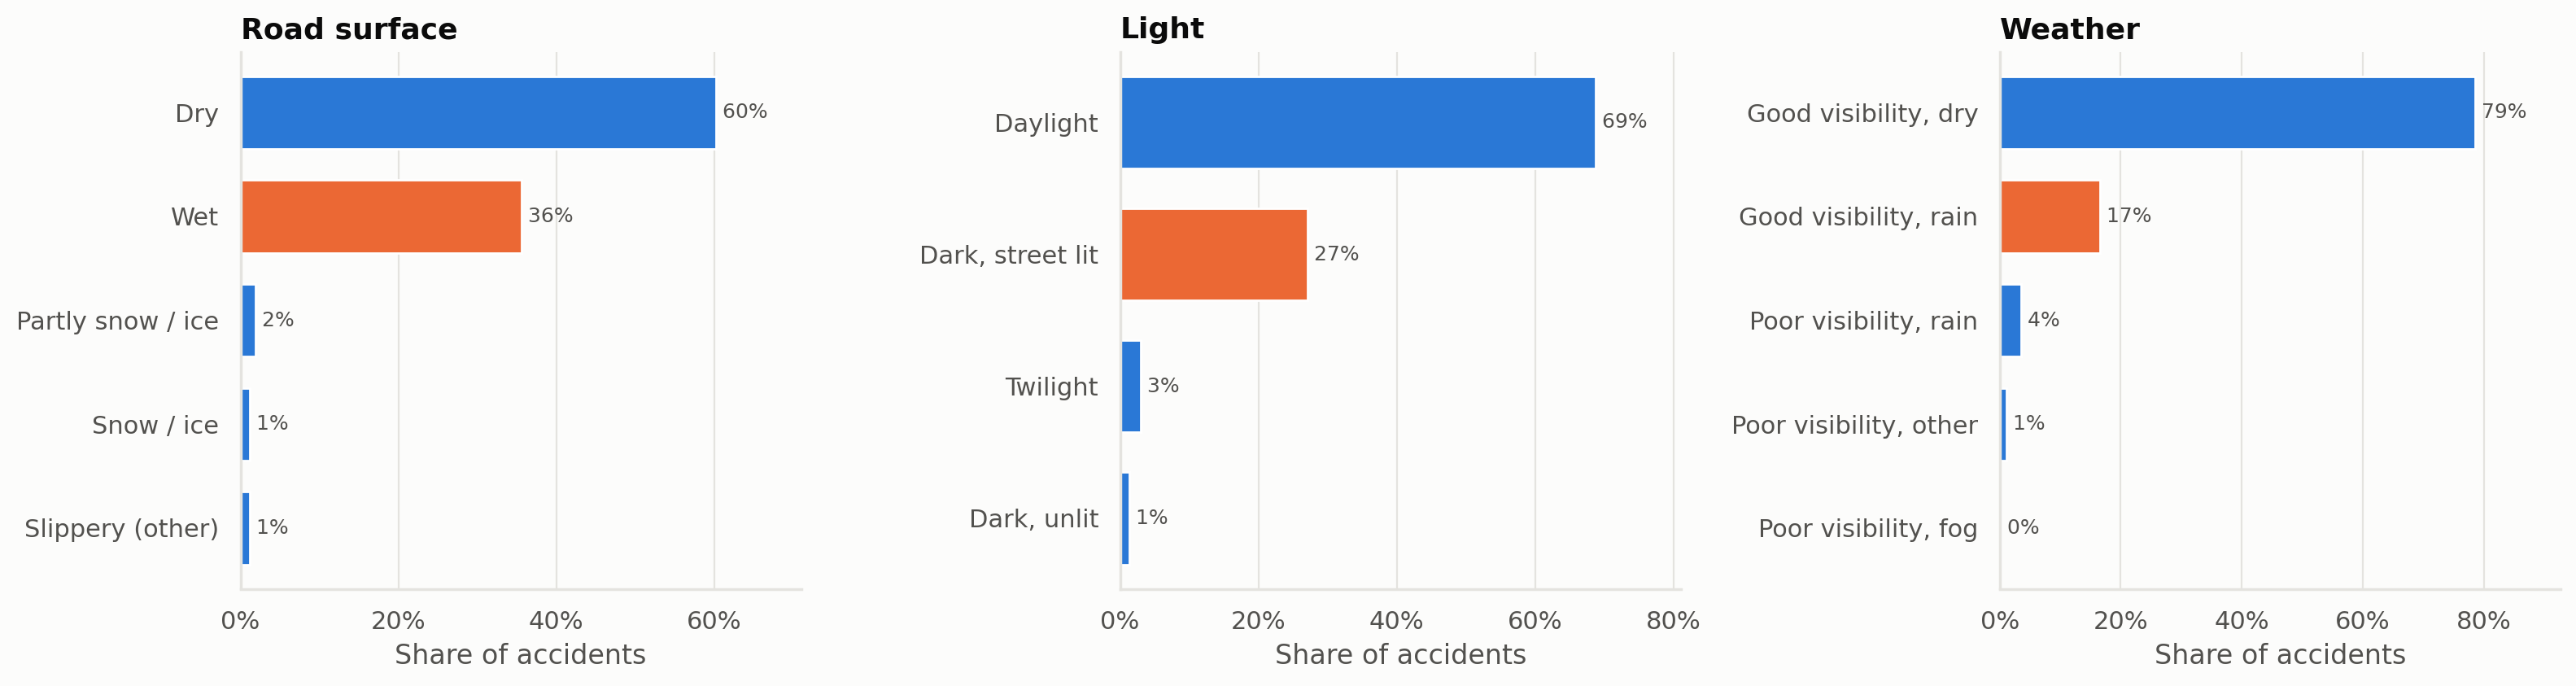 Road surface
Dry
60%
Wet
36%
Partly snow / ice
2%
Snow / ice
1%
Slippery (other)
1%
0% 20% 40% 60%
Share of accidents
Light
Daylight
69%
Dark, street lit
27%
Twilight
3%
Dark, unlit
1%
0% 20% 40% 60% 80%
Share of accidents
Weather
Good visibility, dry
79%
Good visibility, rain
17%
Poor visibility, rain
4%
Poor visibility, other
1%
Poor visibility, fog
0%
0% 20% 40% 60% 80%
Share of accidents